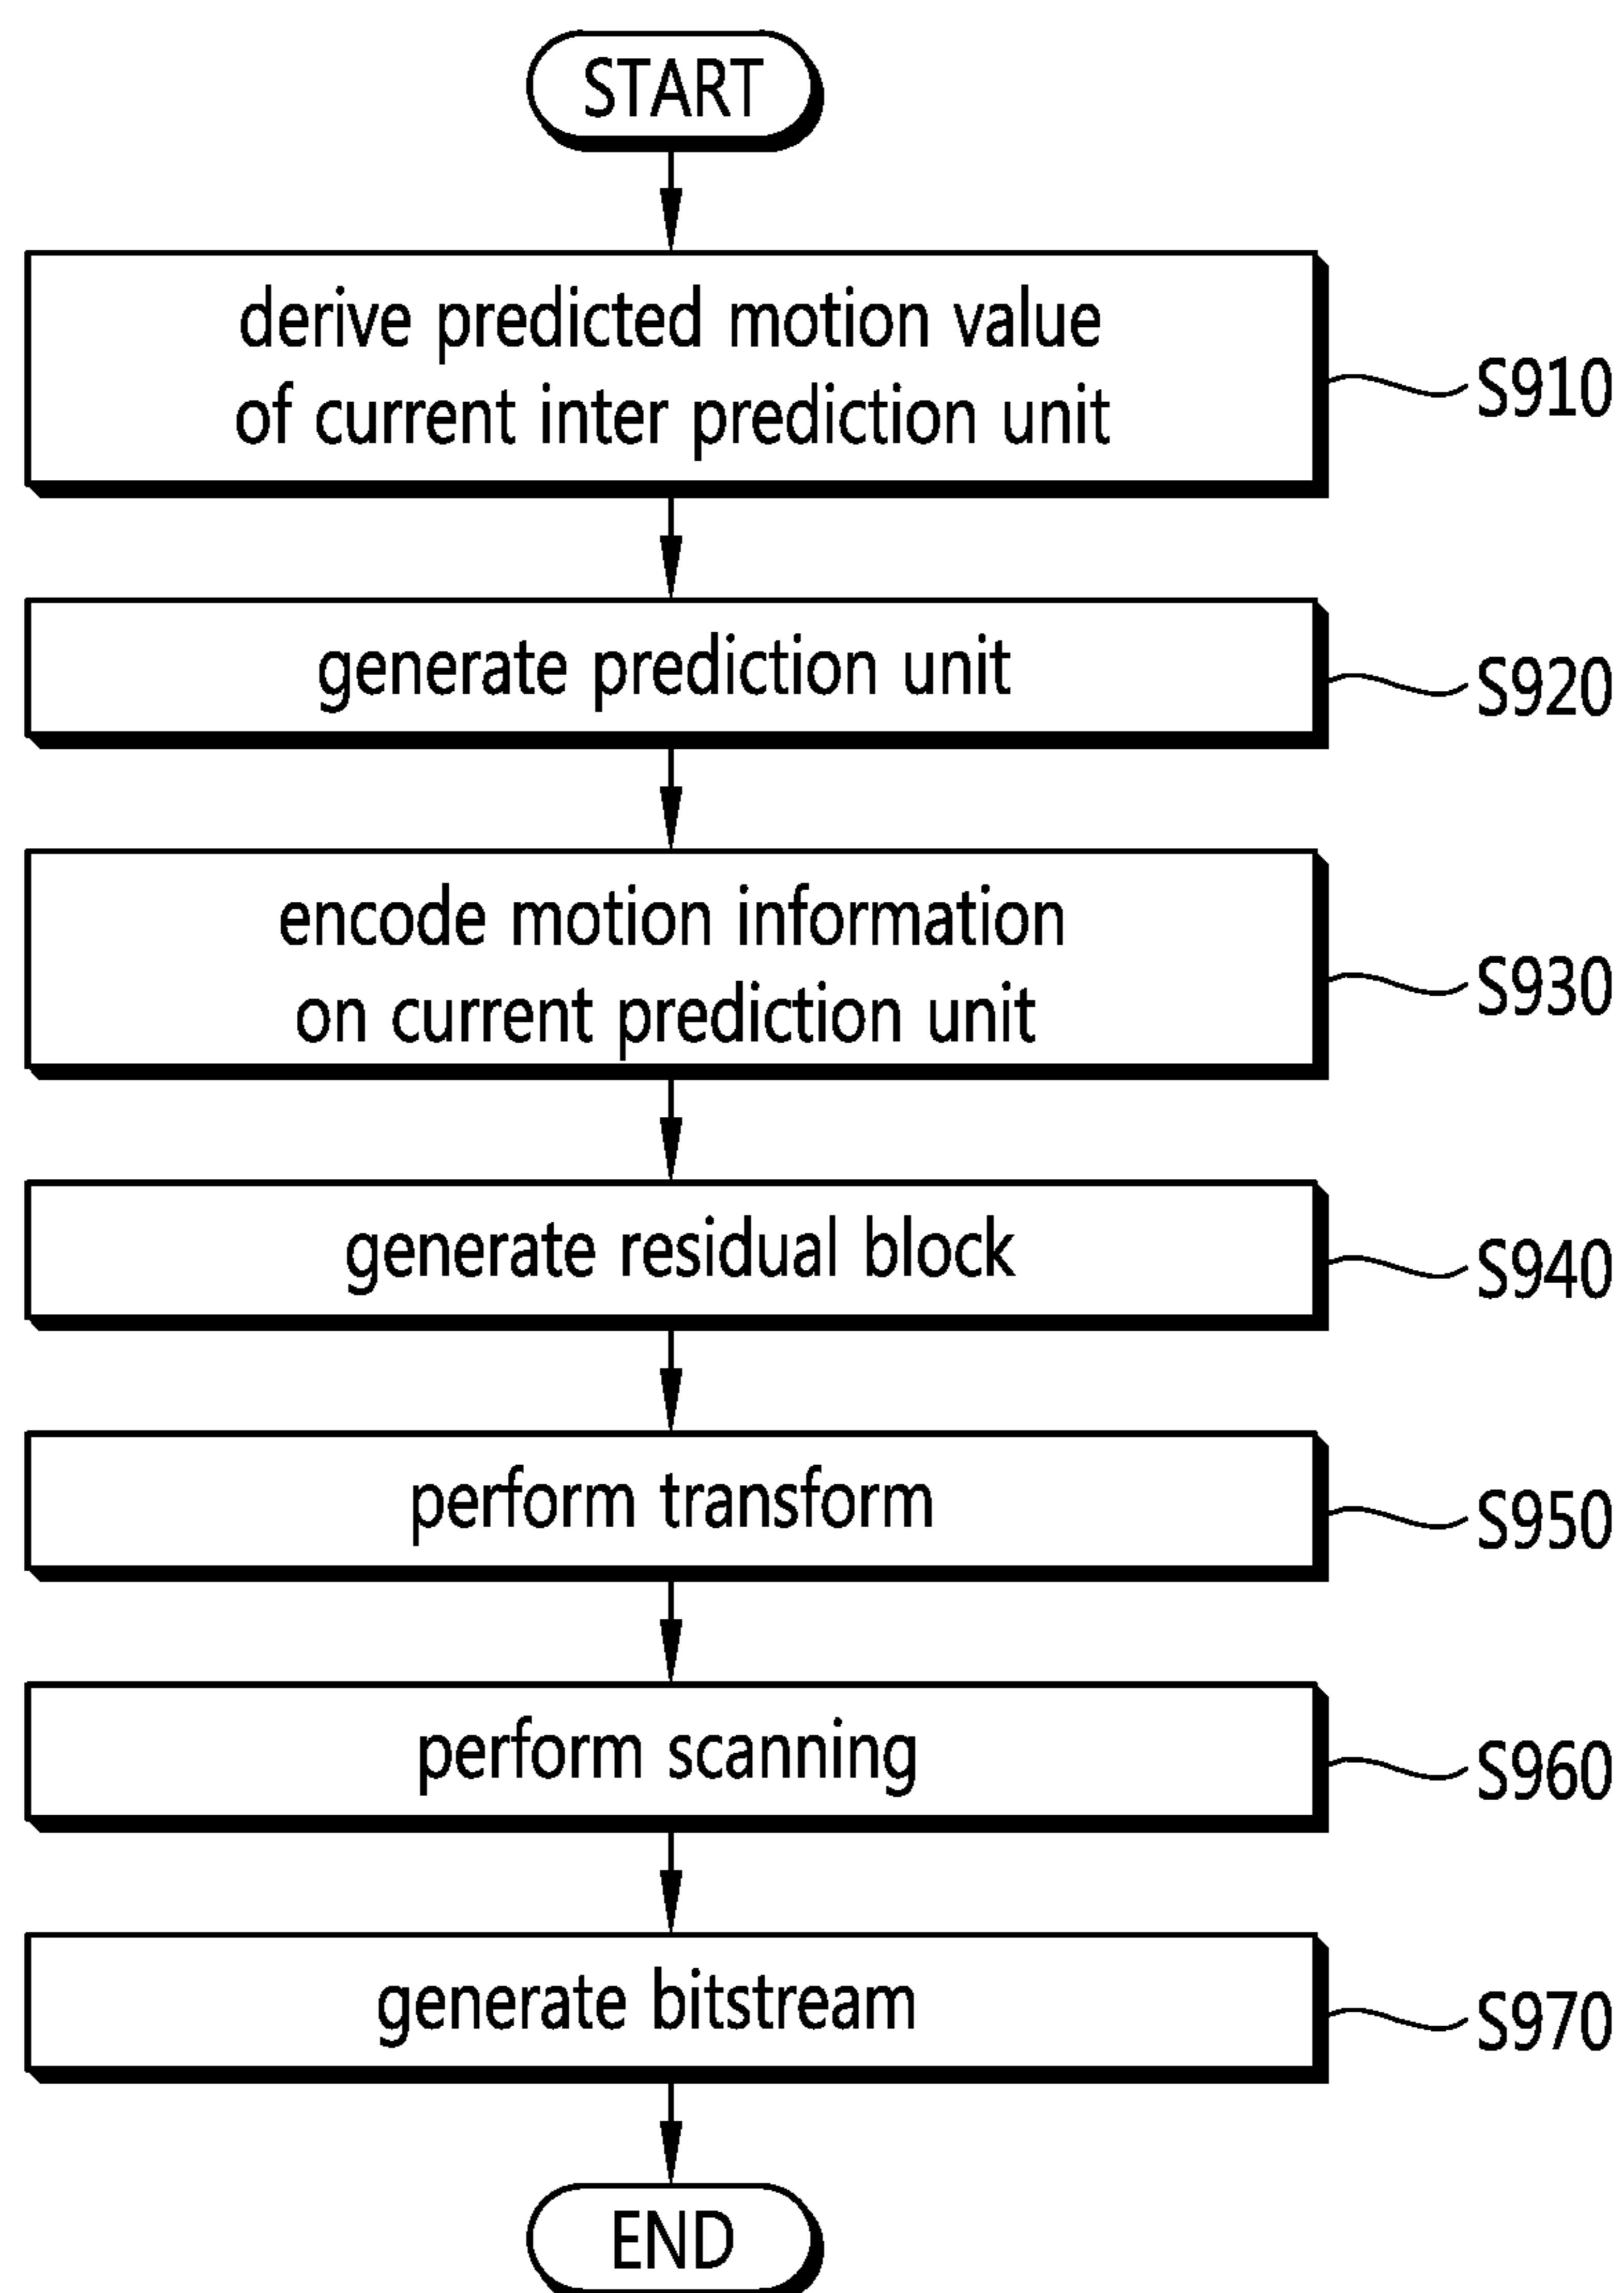 START
derive predicted motion value
of current inter prediction unit
S910
generate prediction unit
S920
encode motion information
on current prediction unit
S930
generate residual block
S940
perform transform
S950
perform scanning
S960
generate bitstream
S970
END